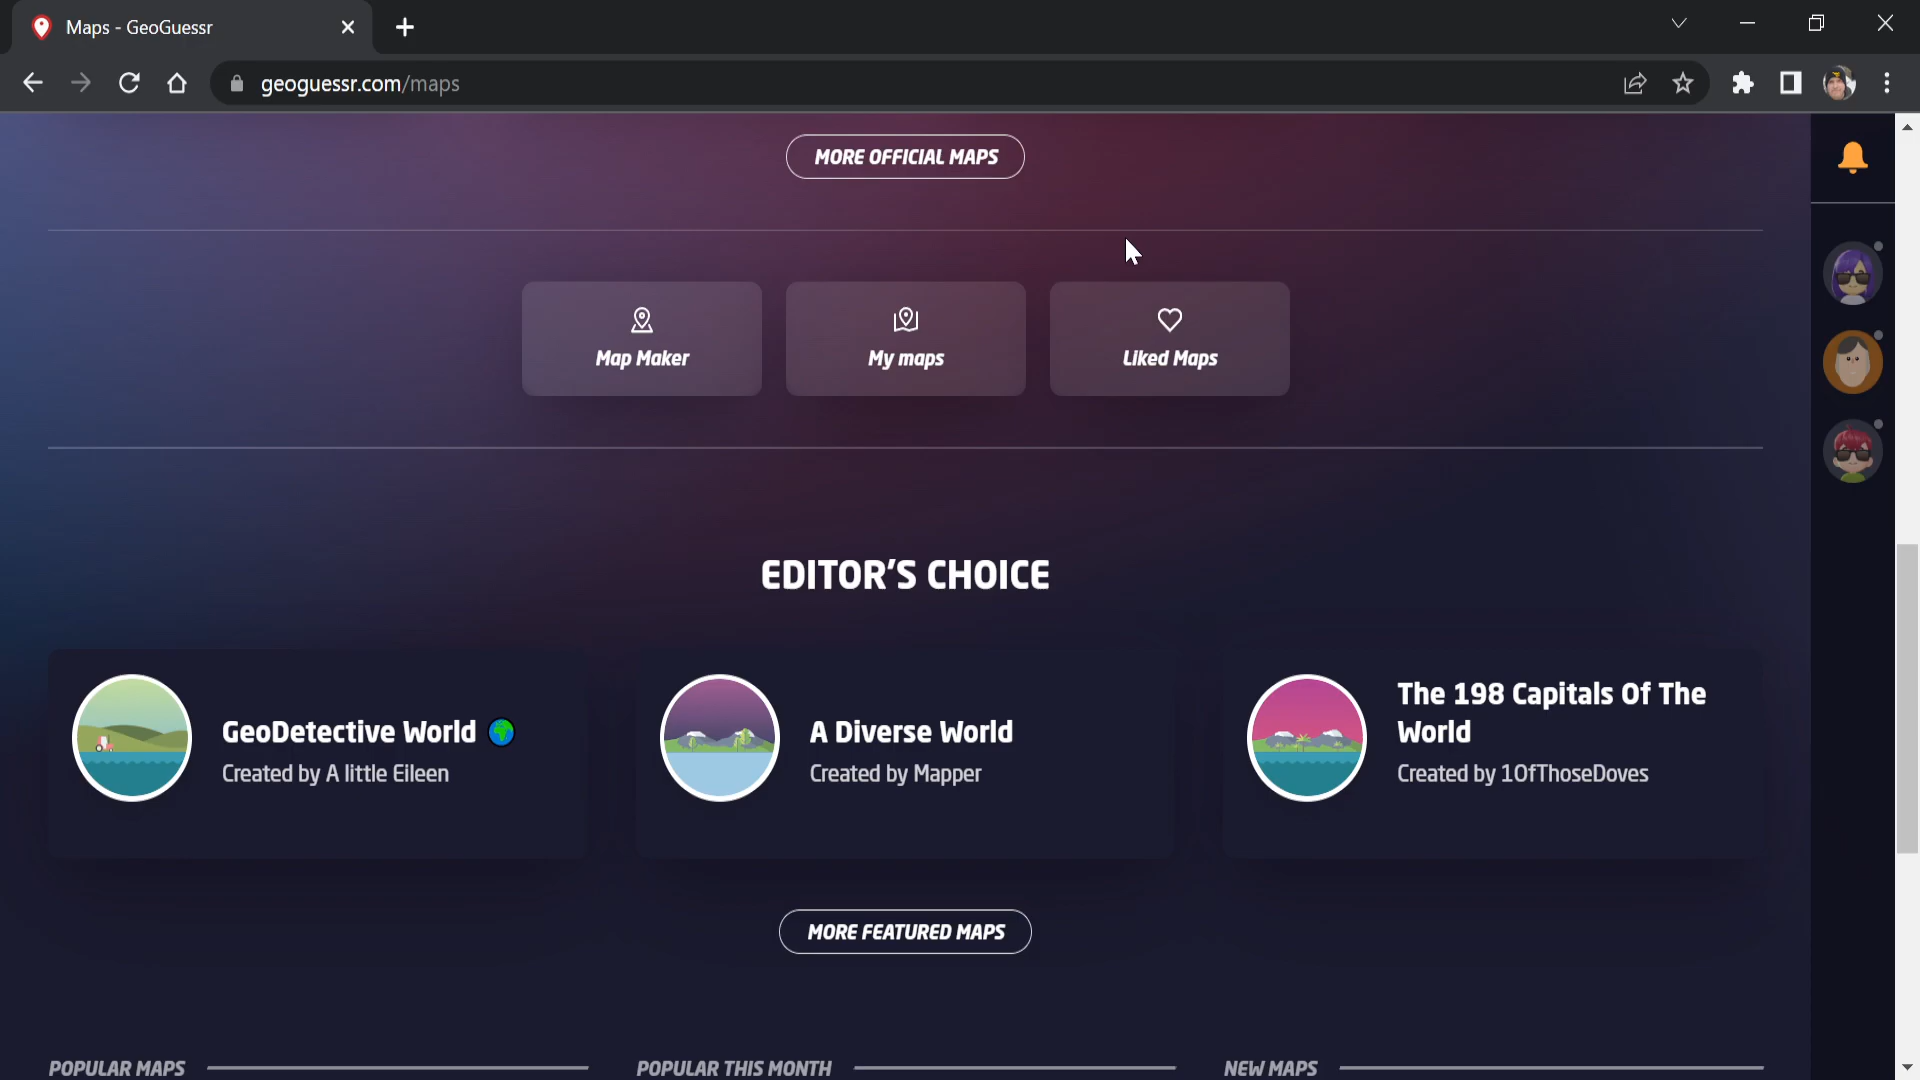 Maps - GeoGuessr
geoguessr.com/maps
MORE OFFICIAL MAPS
Map Maker
My maps
Liked Maps
EDITOR'S CHOICE
GeoDetective World
Created by A little Eileen
A Diverse World
Created by Mapper
The 198 Capitals Of The
World
Created by 1OfThoseDoves
MORE FEATURED MAPS
POPULAR MAPS
POPULAR THIS MONTH
NEW MAPS